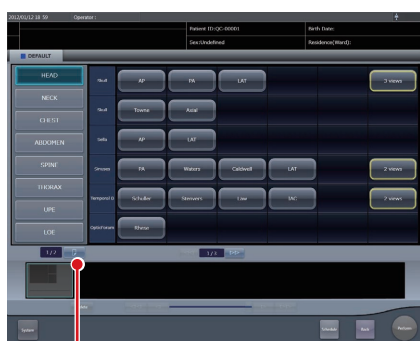 2012/01/12 18:59 Operator :
Patient ID:QC-00001 Birth Date:
Sex:Undefined Residence(Ward):
DEFAULT
HEAD
NECK
CHEST
ABDOMEN
SPINE
THORAX
UPE
LOE
Skull AP PA LAT 3 views
Skull Towne Axial
Sella AP LAT
Sinuses PA Waters Caldwell LAT 2 views
Temporal B Schuller Stenvers Law IAC 2 views
OpticForamen Rhese
1/2 1/3
System Schedule Back Perform